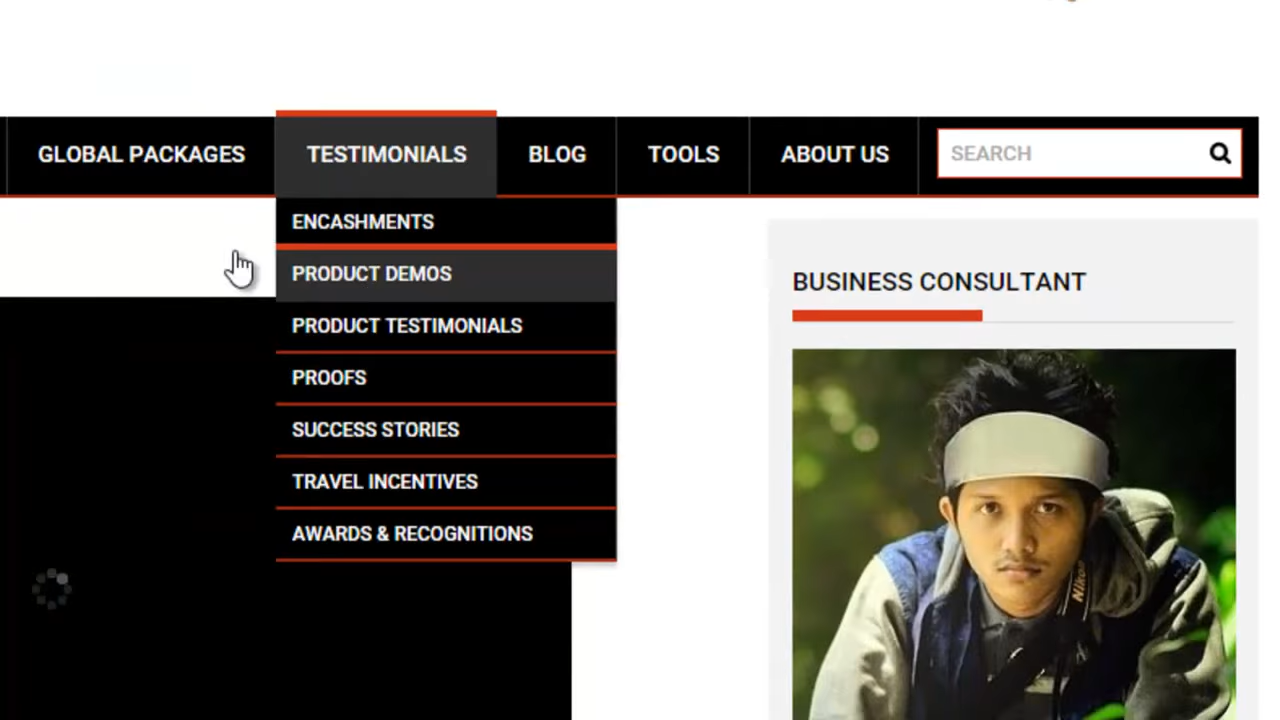 GLOBAL PACKAGES
TESTIMONIALS
BLOG
TOOLS
ABOUT US
SEARCH
ENCASHMENTS
PRODUCT DEMOS
PRODUCT TESTIMONIALS
PROOFS
SUCCESS STORIES
TRAVEL INCENTIVES
AWARDS & RECOGNITIONS
BUSINESS CONSULTANT
Nikon